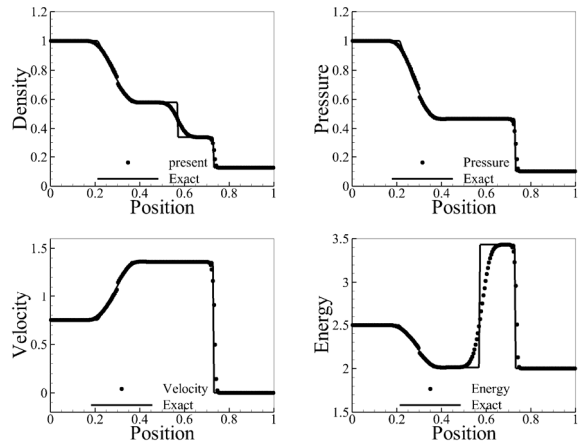 1.2
1
0.8
0.6
0.4
0.2
0
Density
present
Exact
0 0.2 0.4 0.6 0.8 1
Position
1.2
1
0.8
0.6
0.4
0.2
0
Pressure
Pressure
Exact
0 0.2 0.4 0.6 0.8 1
Position
1.5
1
0.5
0
Velocity
Velocity
Exact
0 0.2 0.4 0.6 0.8 1
Position
3.5
3
2.5
2
1.5
Energy
Energy
Exact
0 0.2 0.4 0.6 0.8 1
Position